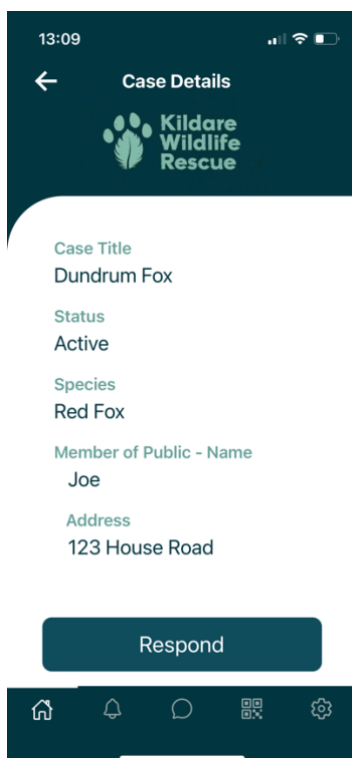 13:09
Case Details
Kildare
Wildlife
Rescue
Case Title
Dundrum Fox
Status
Active
Species
Red Fox
Member of Public - Name
Joe
Address
123 House Road
Respond